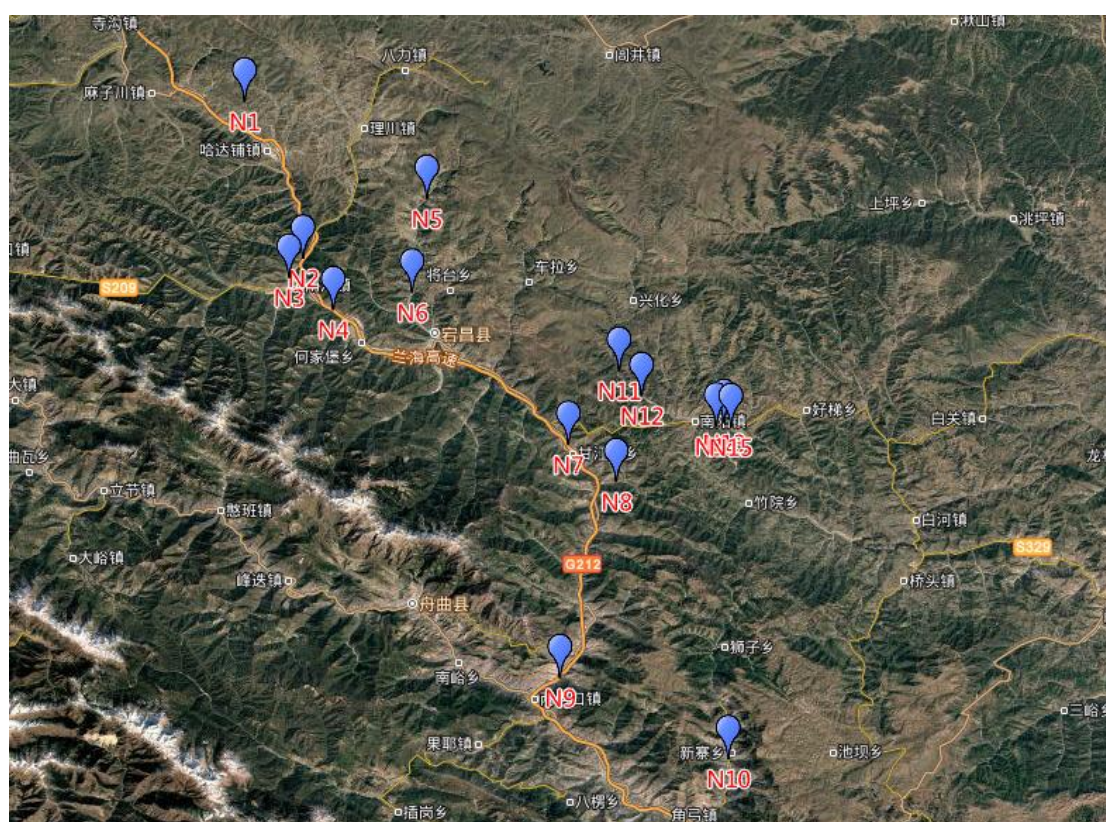 寺沟镇
湫山镇
八力镇
闾井镇
麻子川镇
N1
理川镇
哈达铺镇
N5
上坪乡
洮坪镇
镇
将台乡
车拉乡
S209
N2
N3
兴化乡
N6
N4
宕昌县
何家堡乡
兰海高速
大镇
N11
N12
好梯乡
白关镇
N15
N7
曲瓦乡
N8
立节镇
竹院乡
憨班镇
白河镇
大峪镇
S329
G212
峰迭镇
桥头镇
舟曲县
狮子乡
南峪乡
N9
口镇
三峪
果耶镇
新寨乡
池坝乡
N10
八楞乡
插岗乡
角弓镇